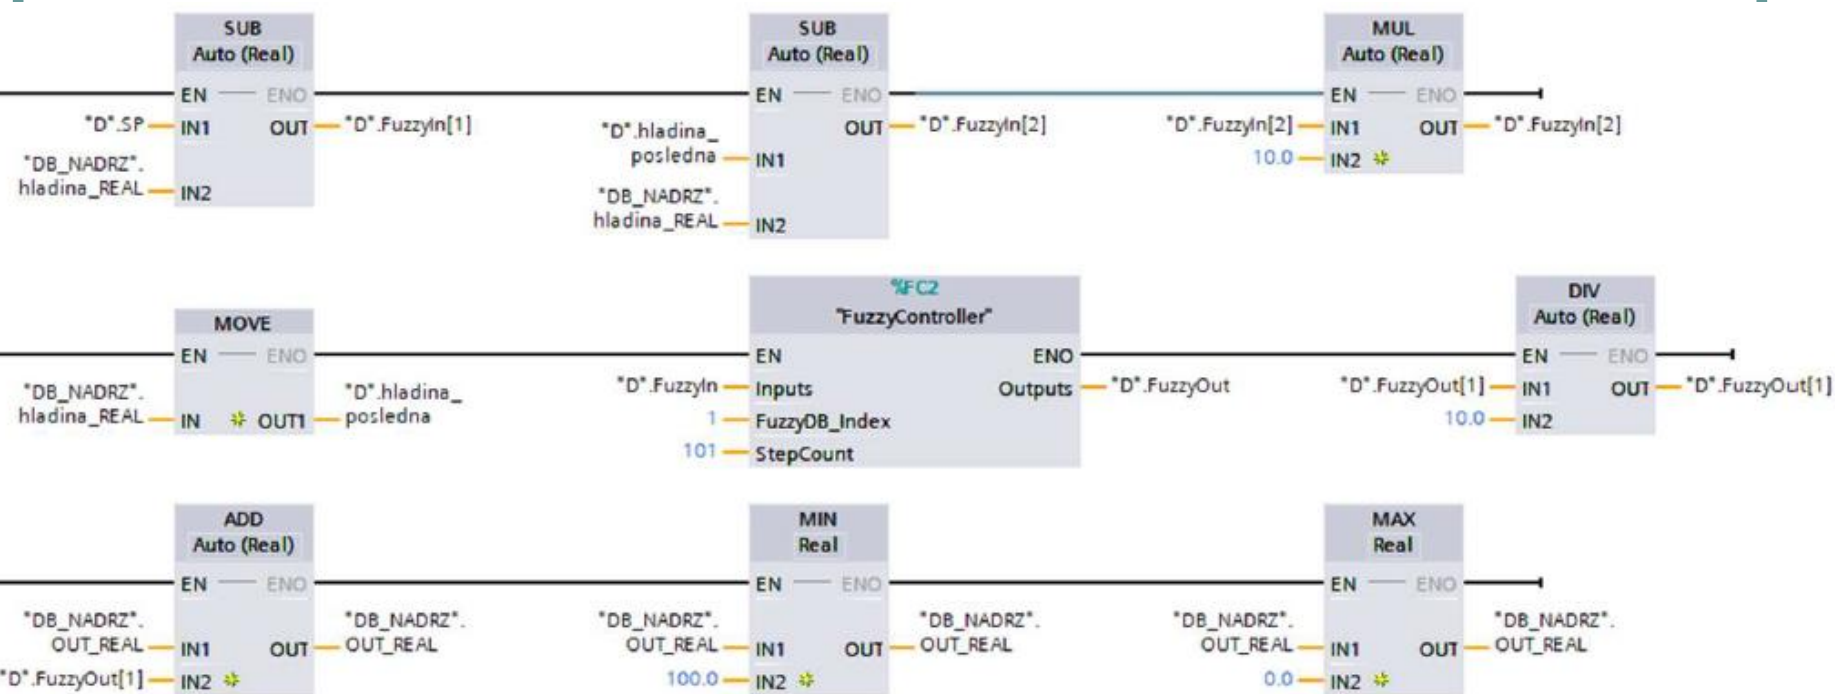 SUB
Auto (Real)
EN ENO
"D".SP IN1 OUT "D".FuzzyIn[1]
"DB_NADRZ".
hladina_REAL IN2
SUB
Auto (Real)
EN ENO
OUT "D".FuzzyIn[2]
"D".hladina_
posledna IN1
"DB_NADRZ".
hladina_REAL IN2
MUL
Auto (Real)
EN ENO
"D".FuzzyIn[2] IN1 OUT "D".FuzzyIn[2]
10.0 IN2
MOVE
EN ENO
"DB_NADRZ".
hladina_REAL IN OUT1
"D".hladina_
posledna
%FC2
"FuzzyController"
EN ENO
"D".FuzzyIn Inputs Outputs "D".FuzzyOut
1 FuzzyDB_Index
101 StepCount
DIV
Auto (Real)
EN ENO
"D".FuzzyOut[1] IN1 OUT "D".FuzzyOut[1]
10.0 IN2
ADD
Auto (Real)
EN ENO
"DB_NADRZ".
OUT_REAL IN1 OUT
"DB_NADRZ".
OUT_REAL
"D".FuzzyOut[1] IN2
MIN
Real
EN ENO
"DB_NADRZ".
OUT_REAL IN1 OUT
"DB_NADRZ".
OUT_REAL
100.0 IN2
MAX
Real
EN ENO
"DB_NADRZ".
OUT_REAL IN1 OUT
"DB_NADRZ".
OUT_REAL
0.0 IN2